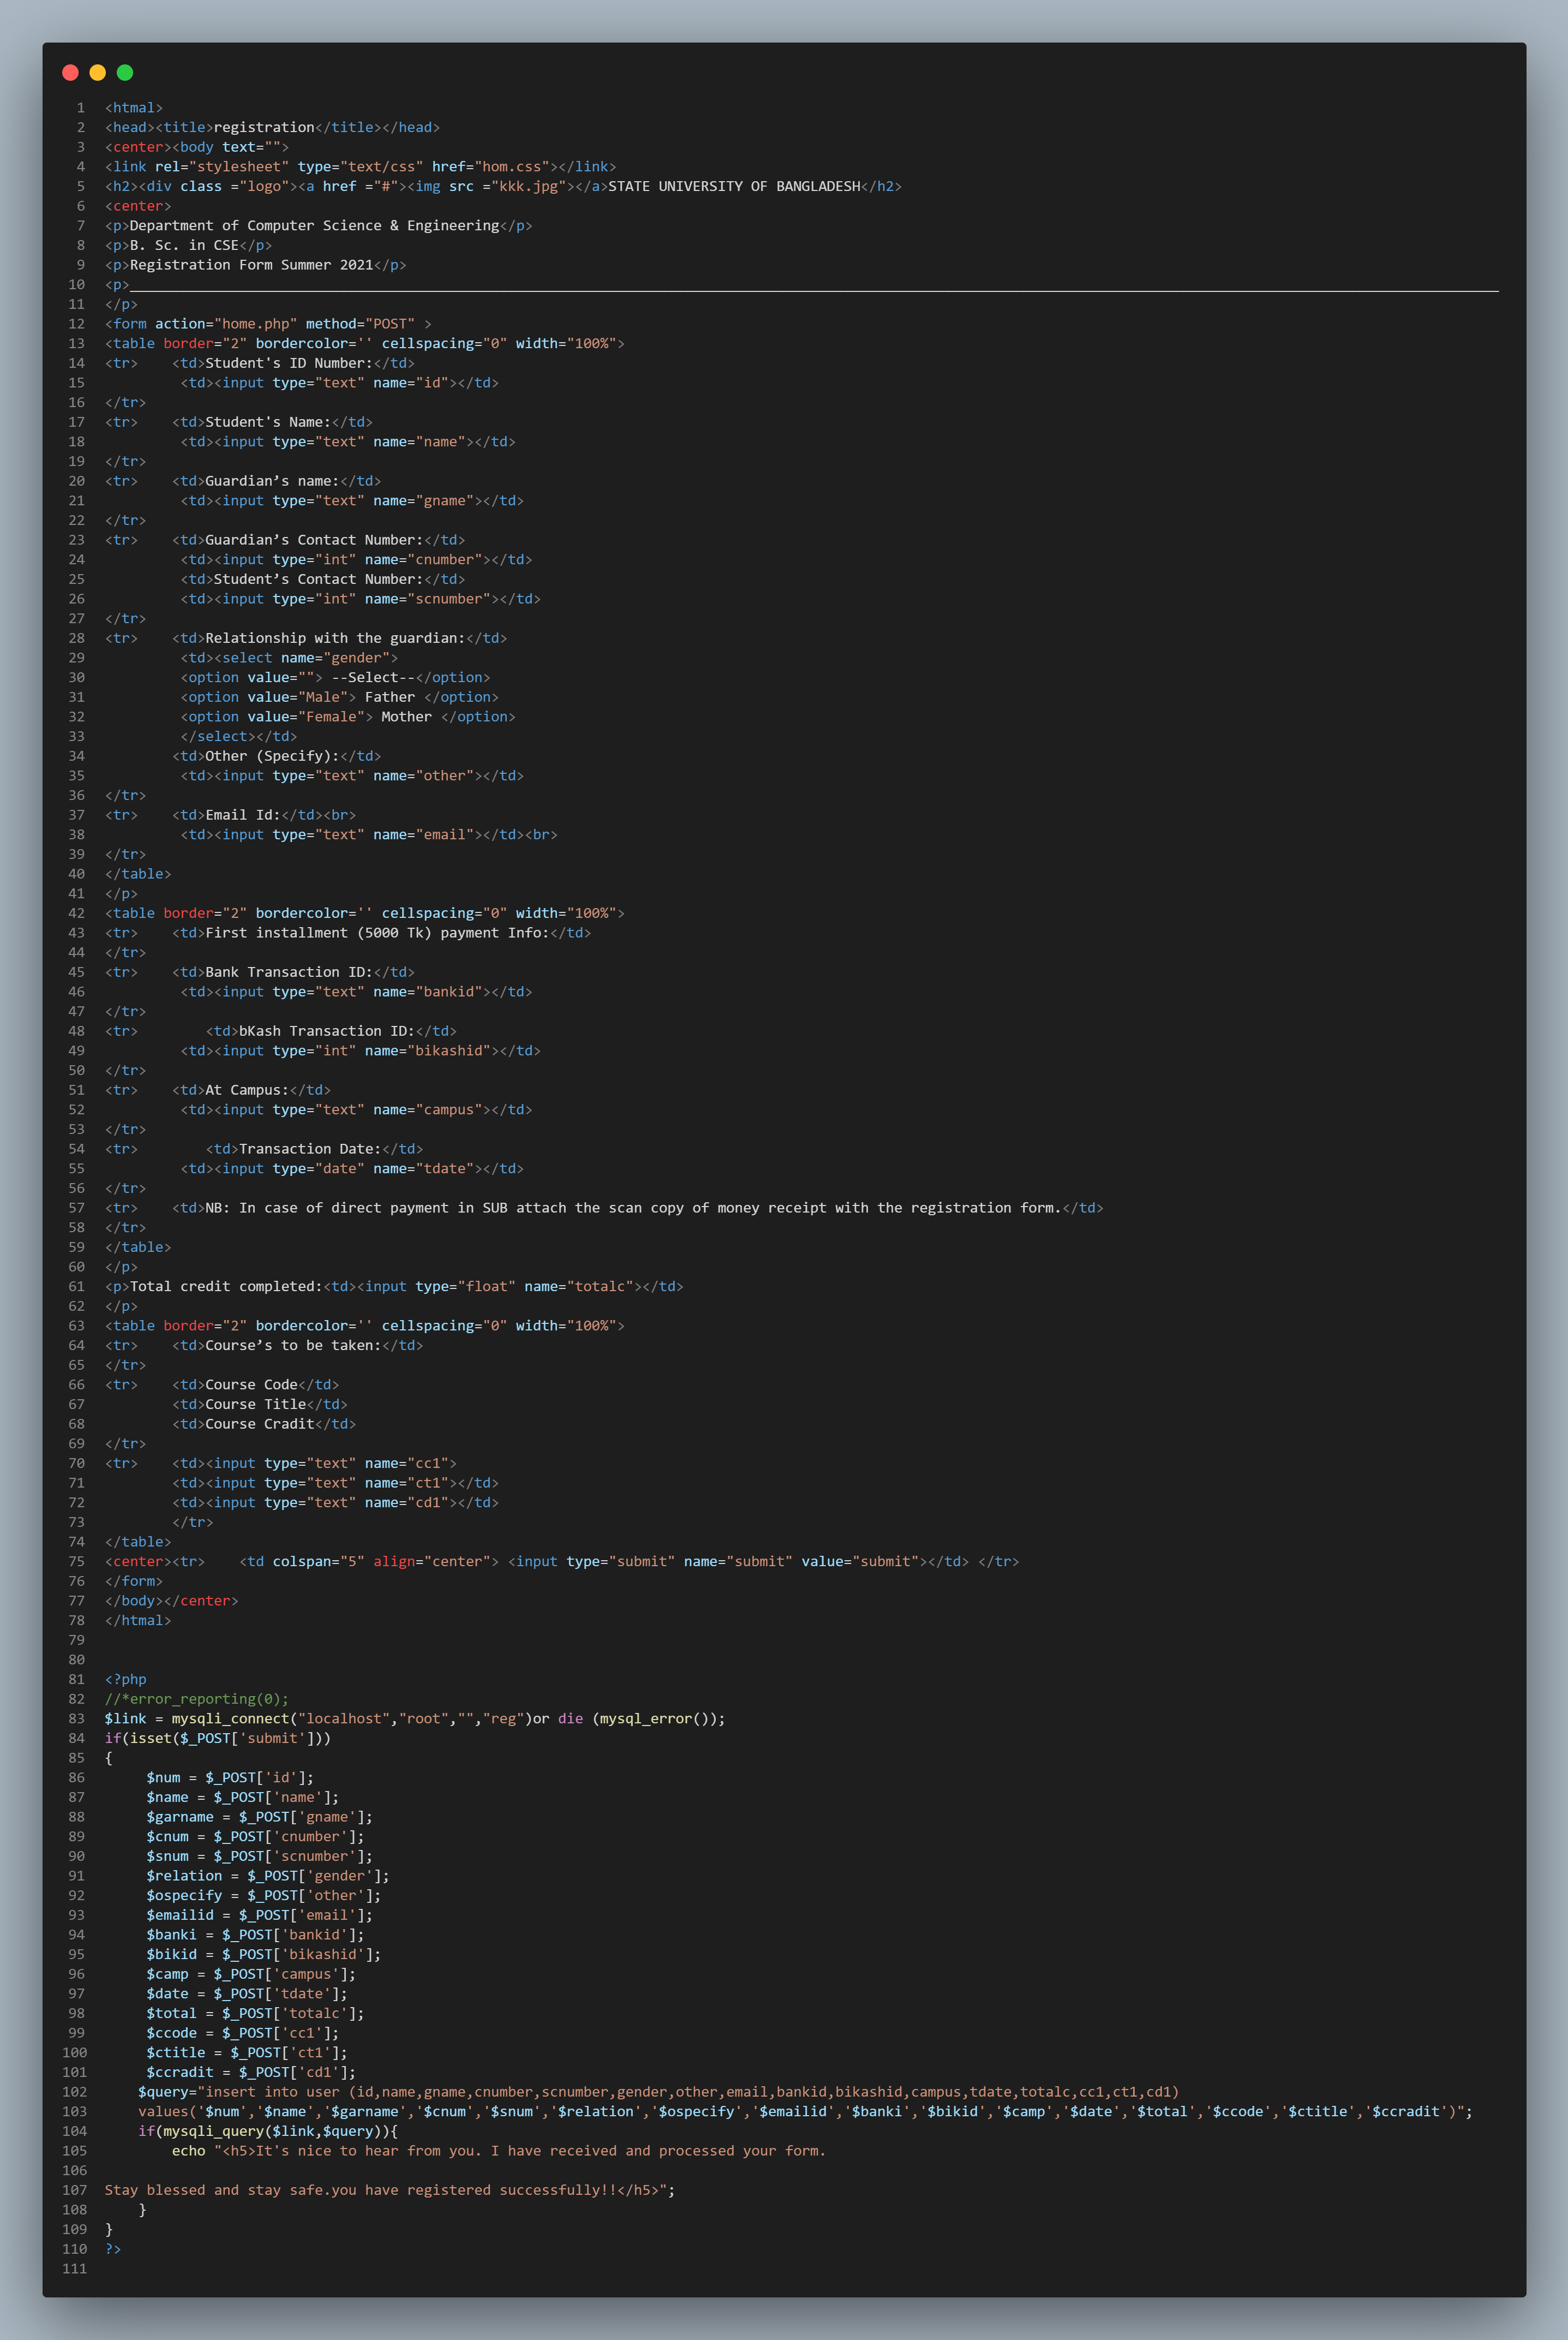 1 <htmal>
2 <head><title>registration</title></head>
3 <center><body text="">
4 <link rel="stylesheet" type="text/css" href="hom.css"></link>
5 <h2><div class ="logo"><a href ="#"><img src ="kkk.jpg"></a>STATE UNIVERSITY OF BANGLADESH</h2>
6 <center>
7 <p>Department of Computer Science & Engineering</p>
8 <p>B. Sc. in CSE</p>
9 <p>Registration Form Summer 2021</p>
10 <p>___________________________________________________________________________________________________________________________________________________________________
11 </p>
12 <form action="home.php" method="POST" >
13 <table border="2" bordercolor='' cellspacing="0" width="100%">
14 <tr>    <td>Student's ID Number:</td>
15          <td><input type="text" name="id"></td>
16 </tr>
17 <tr>    <td>Student's Name:</td>
18          <td><input type="text" name="name"></td>
19 </tr>
20 <tr>    <td>Guardian’s name:</td>
21          <td><input type="text" name="gname"></td>
22 </tr>
23 <tr>    <td>Guardian’s Contact Number:</td>
24          <td><input type="int" name="cnumber"></td>
25          <td>Student’s Contact Number:</td>
26          <td><input type="int" name="scnumber"></td>
27 </tr>
28 <tr>    <td>Relationship with the guardian:</td>
29          <td><select name="gender">
30          <option value=""> --Select--</option>
31          <option value="Male"> Father </option>
32          <option value="Female"> Mother </option>
33          </select></td>
34         <td>Other (Specify):</td>
35          <td><input type="text" name="other"></td>
36 </tr>
37 <tr>    <td>Email Id:</td><br>
38          <td><input type="text" name="email"></td><br>
39 </tr>
40 </table>
41 </p>
42 <table border="2" bordercolor='' cellspacing="0" width="100%">
43 <tr>    <td>First installment (5000 Tk) payment Info:</td>
44 </tr>
45 <tr>    <td>Bank Transaction ID:</td>
46          <td><input type="text" name="bankid"></td>
47 </tr>
48 <tr>        <td>bKash Transaction ID:</td>
49          <td><input type="int" name="bikashid"></td>
50 </tr>
51 <tr>    <td>At Campus:</td>
52          <td><input type="text" name="campus"></td>
53 </tr>
54 <tr>        <td>Transaction Date:</td>
55          <td><input type="date" name="tdate"></td>
56 </tr>
57 <tr>    <td>NB: In case of direct payment in SUB attach the scan copy of money receipt with the registration form.</td>
58 </tr>
59 </table>
60 </p>
61 <p>Total credit completed:<td><input type="float" name="totalc"></td>
62 </p>
63 <table border="2" bordercolor='' cellspacing="0" width="100%">
64 <tr>    <td>Course’s to be taken:</td>
65 </tr>
66 <tr>    <td>Course Code</td>
67         <td>Course Title</td>
68         <td>Course Cradit</td>
69 </tr>
70 <tr>    <td><input type="text" name="cc1">
71         <td><input type="text" name="ct1"></td>
72         <td><input type="text" name="cd1"></td>
73         </tr>
74 </table>
75 <center><tr>    <td colspan="5" align="center"> <input type="submit" name="submit" value="submit"></td> </tr>
76 </form>
77 </body></center>
78 </htmal>
79
80
81 <?php
82 //*error_reporting(0);
83 $link = mysqli_connect("localhost","root","","reg")or die (mysql_error());
84 if(isset($_POST['submit']))
85 {
86      $num = $_POST['id'];
87      $name = $_POST['name'];
88      $garname = $_POST['gname'];
89      $cnum = $_POST['cnumber'];
90      $snum = $_POST['scnumber'];
91      $relation = $_POST['gender'];
92      $ospecify = $_POST['other'];
93      $emailid = $_POST['email'];
94      $banki = $_POST['bankid'];
95      $bikid = $_POST['bikashid'];
96      $camp = $_POST['campus'];
97      $date = $_POST['tdate'];
98      $total = $_POST['totalc'];
99      $ccode = $_POST['cc1'];
100      $ctitle = $_POST['ct1'];
101      $ccradit = $_POST['cd1'];
102     $query="insert into user (id,name,gname,cnumber,scnumber,gender,other,email,bankid,bikashid,campus,tdate,totalc,cc1,ct1,cd1)
103     values('$num','$name','$garname','$cnum','$snum','$relation','$ospecify','$emailid','$banki','$bikid','$camp','$date','$total','$ccode','$ctitle','$ccradit')";
104     if(mysqli_query($link,$query)){
105         echo "<h5>It's nice to hear from you. I have received and processed your form.
106
107 Stay blessed and stay safe.you have registered successfully!!</h5>";
108     }
109 }
110 ?>
111